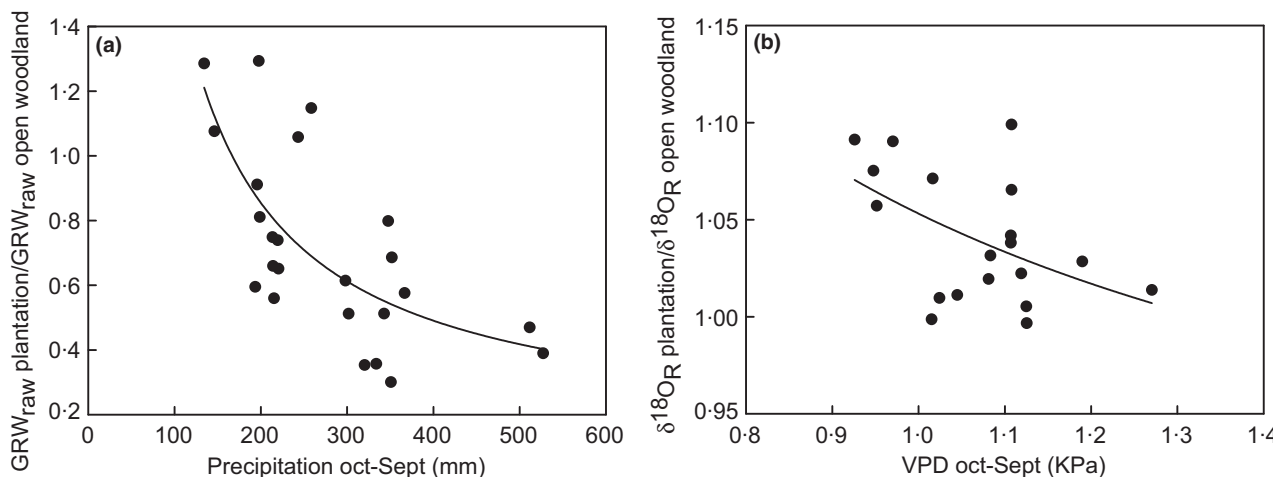 (a)
GRWraw plantation/GRWraw open woodland
1·4
1·2
1·0
0·8
0·6
0·4
0·2
0 100 200 300 400 500 600
Precipitation oct-Sept (mm)
(b)
δ18OR plantation/δ18OR open woodland
1·15
1·10
1·05
1·00
0·95
0·8 0·9 1·0 1·1 1·2 1·3 1·4
VPD oct-Sept (KPa)